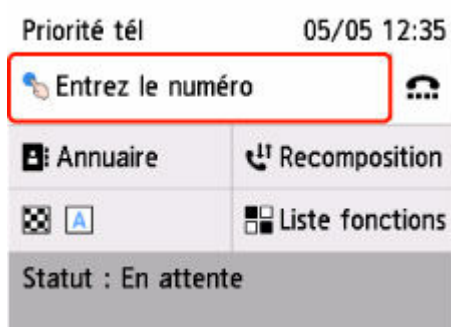 Priorité tél 05/05 12:35
Entrez le numéro
Annuaire Recomposition
A Liste fonctions
Statut : En attente